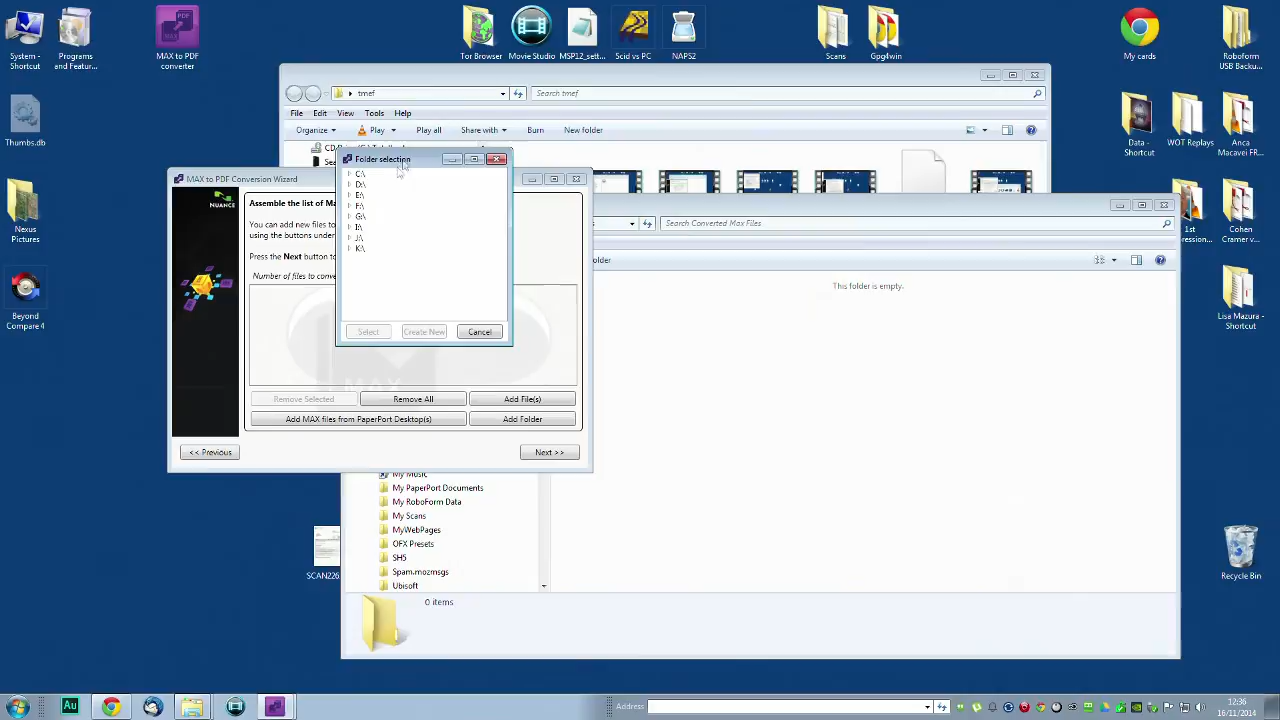 System -
Shortcut
Programs
and Featur...
MAX to PDF
converter
Tor Browser
Movie Studio
MSP12_sett...
Scid vs PC
NAPS2
Scans
Gpg4win
My cards
Roboform
USB Backu...
Thumbs.db
Nexus
Pictures
Beyond
Compare 4
Data -
Shortcut
WOT Replays
Anca
Macavei F...
1st
Cohen
Cramer v...
Lisa Mazura -
Shortcut
Recycle Bin
tmef
Search tmef
File Edit View Tools Help
Organize Play Play all Share with Burn New folder
Folder selection
C:\
D:\
E:\
F:\
G:\
I:\
J:\
K:\
Select Create New Cancel
MAX to PDF Conversion Wizard
NUANCE
Assemble the list of Ma
You can add new files to
using the buttons under
Press the Next button to
Number of files to conve
MAX
Remove Selected Remove All Add File(s)
Add MAX files from PaperPort Desktop(s) Add Folder
<< Previous Next >>
Search Converted Max Files
older
This folder is empty.
My Music
My PaperPort Documents
My RoboForm Data
My Scans
MyWebPages
OFX Presets
SH5
Spam.mozmsgs
Ubisoft
0 items
SCAN226
Au
Address
12:36
16/11/2014